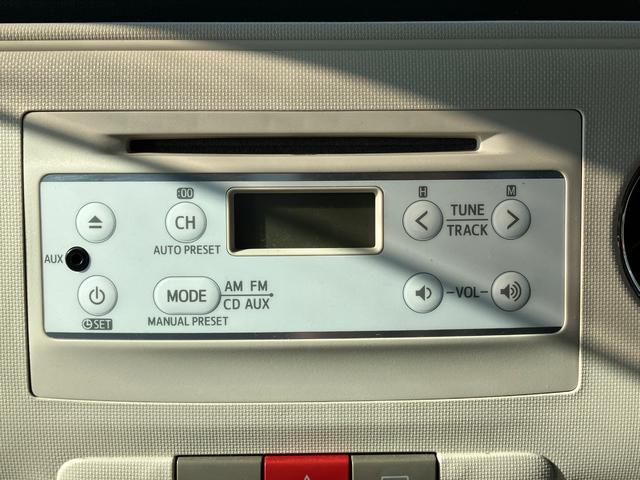 :00
CH
AUTO PRESET
AUX
MODE
AM FM
CD AUX
MANUAL PRESET
SET
H
M
TUNE
TRACK
-VOL-